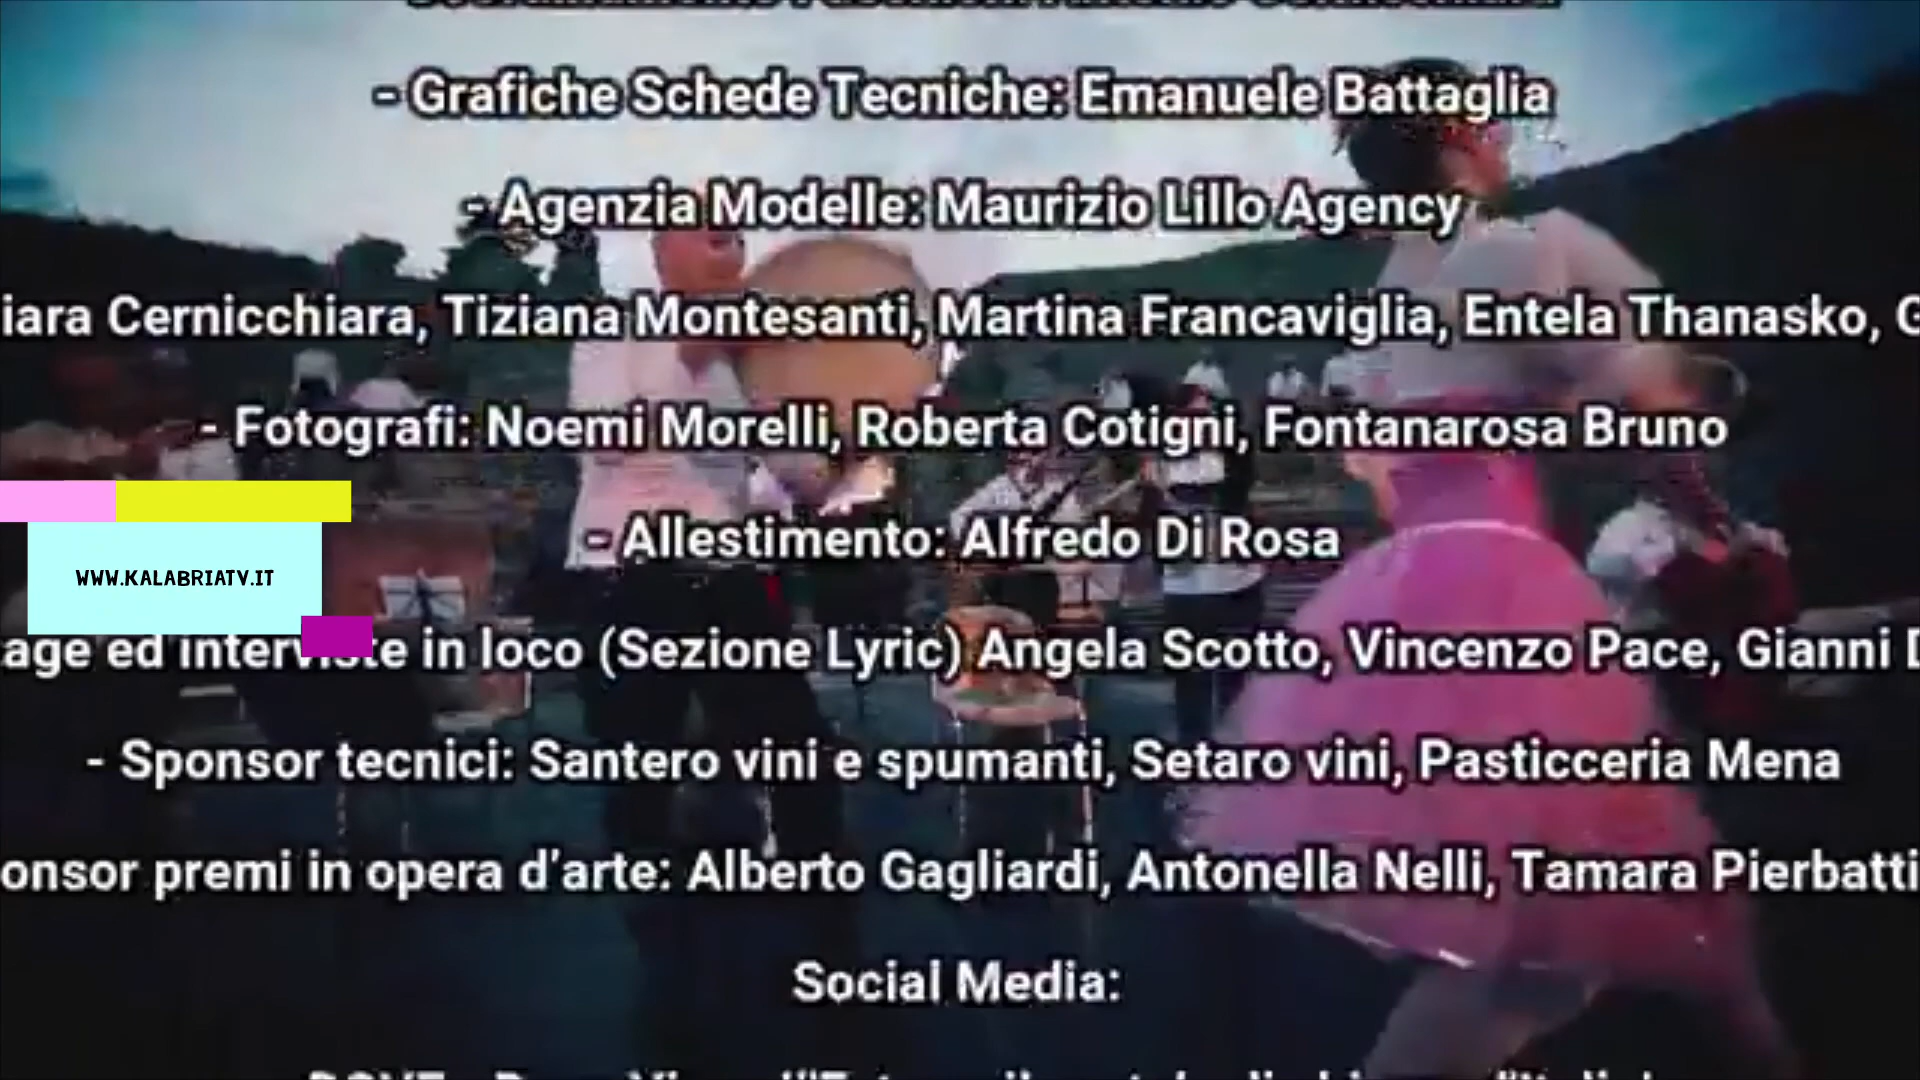 - Grafiche Schede Tecniche: Emanuele Battaglia
- Agenzia Modelle: Maurizio Lillo Agency
iara Cernicchiara, Tiziana Montesanti, Martina Francaviglia, Entela Thanasko, G
- Fotografi: Noemi Morelli, Roberta Cotigni, Fontanarosa Bruno
- Allestimento: Alfredo Di Rosa
WWW.KALABRIATV.IT
age ed interviste in loco (Sezione Lyric) Angela Scotto, Vincenzo Pace, Gianni D
- Sponsor tecnici: Santero vini e spumanti, Setaro vini, Pasticceria Mena
onsor premi in opera d'arte: Alberto Gagliardi, Antonella Nelli, Tamara Pierbatti
Social Media: